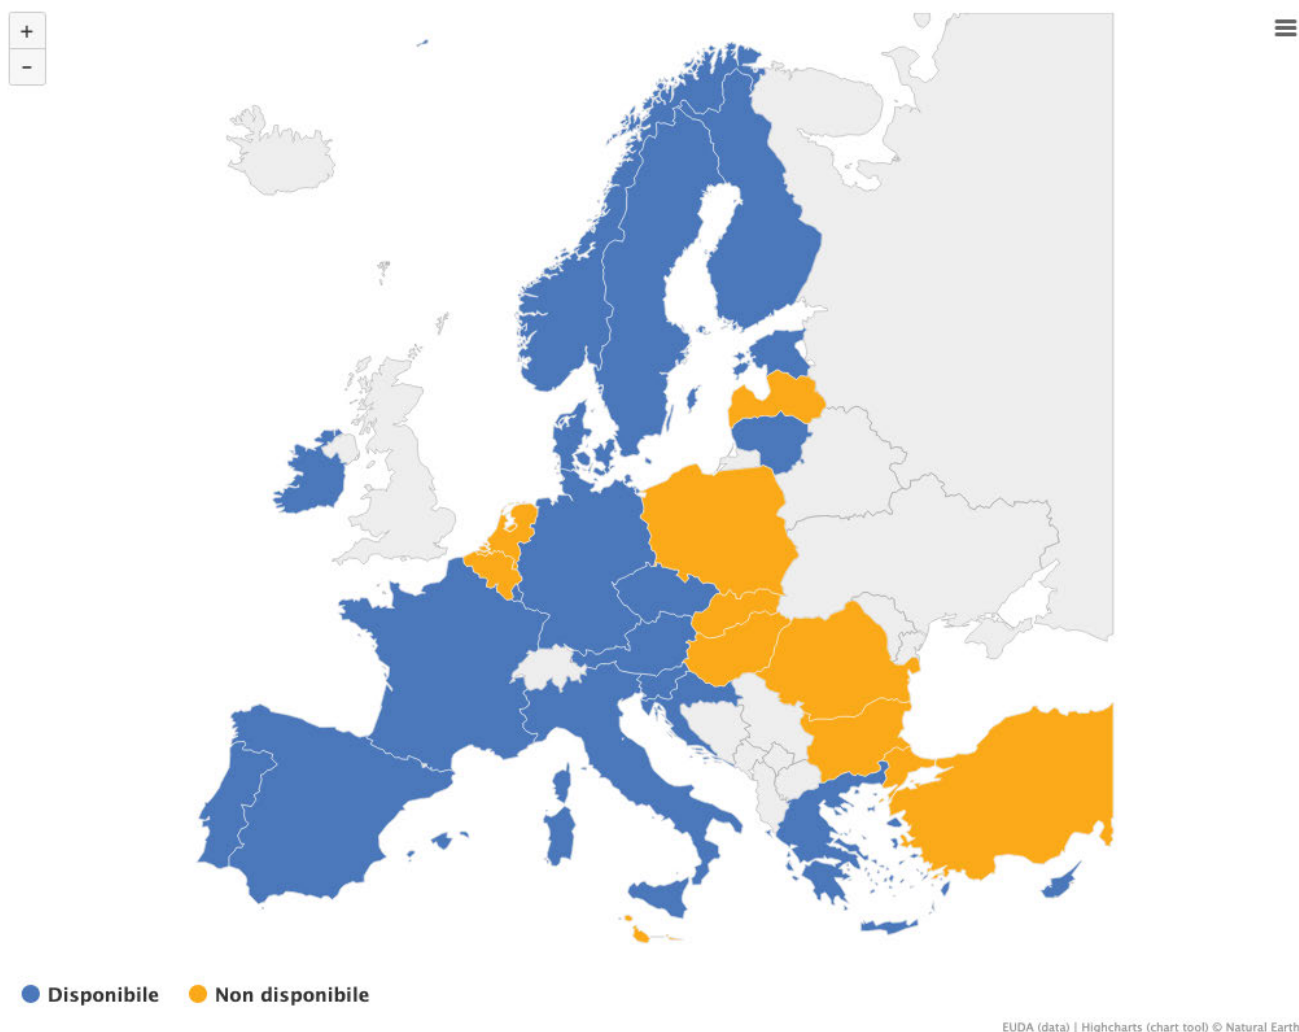 +
−
Disponibile
Non disponibile
EUDA (data) | Highcharts (chart tool) © Natural Earth